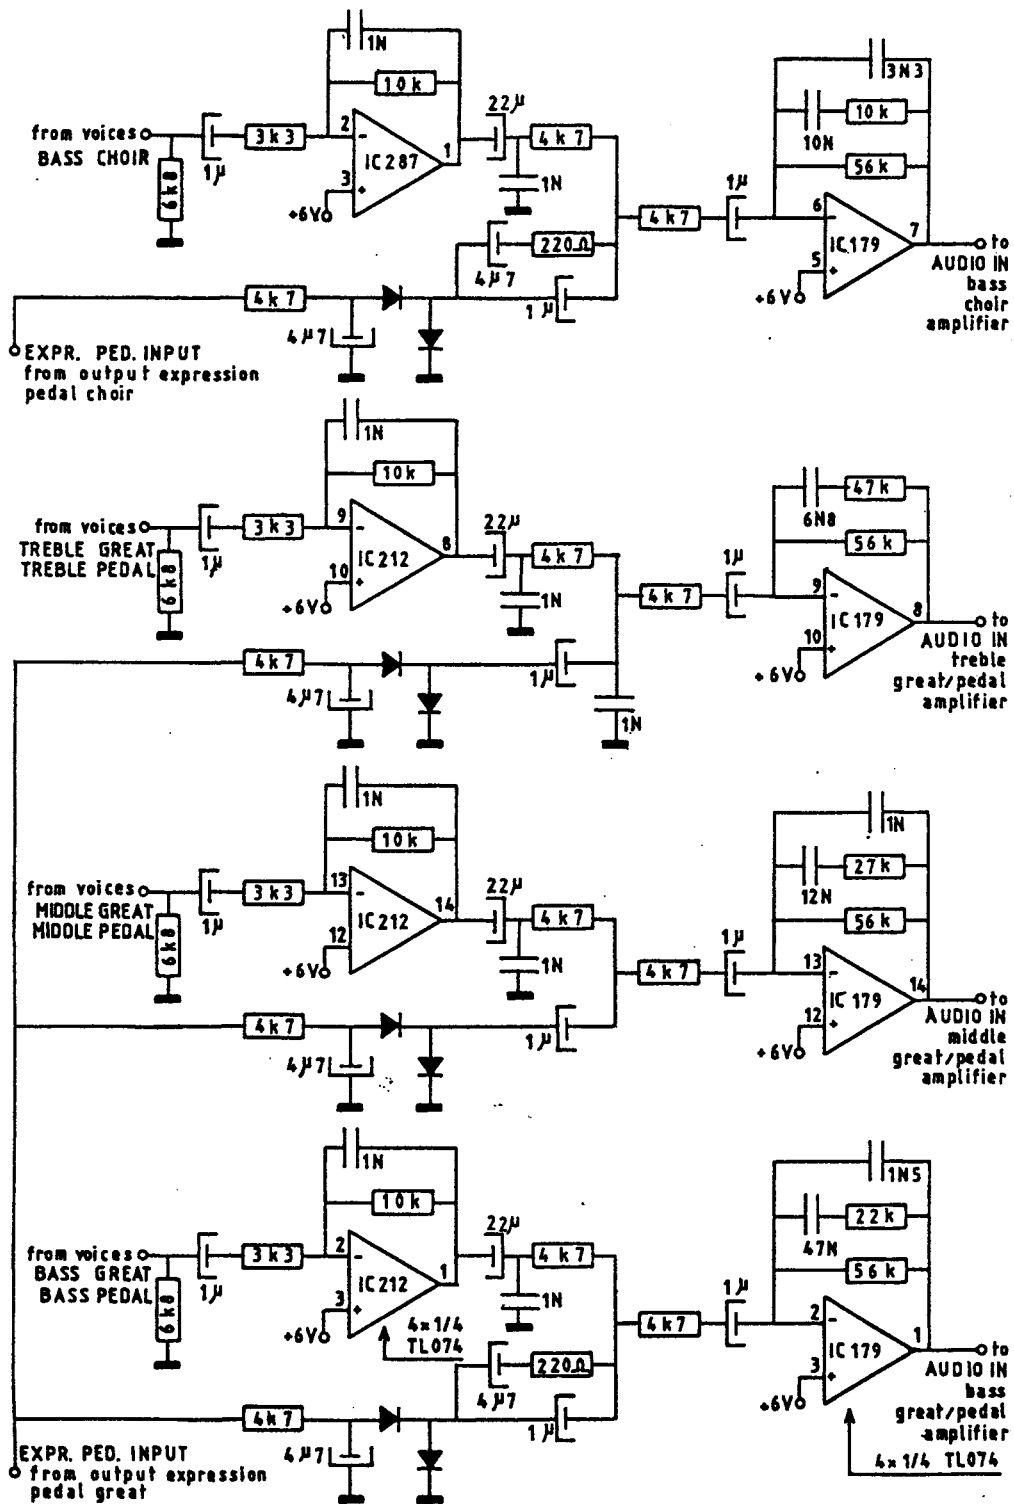 1N
10k
22µ
3N3
10k
10N
56k
from voices
BASS CHOIR
6k8
1µ
3k3
2
-
IC287
1
3
+
+6V
4k7
1N
4k7
1µ
6
-
IC179
7
5
+
+6V
to
AUDIO IN
bass
choir
amplifier
220Ω
4µ7
4k7
4µ7
1µ
EXPR. PED. INPUT
from output expression
pedal choir
1N
10k
22µ
47k
6N8
56k
from voices
TREBLE GREAT
TREBLE PEDAL
6k8
1µ
3k3
9
-
IC212
8
10
+
+6V
4k7
1N
4k7
1µ
9
-
IC179
8
10
+
+6V
to
AUDIO IN
treble
great/pedal
amplifier
4k7
4µ7
1µ
1N
1N
10k
22µ
1N
27k
12N
56k
from voices
MIDDLE GREAT
MIDDLE PEDAL
6k8
1µ
3k3
13
-
IC212
14
12
+
+6V
4k7
1N
4k7
1µ
13
-
IC179
14
12
+
+6V
to
AUDIO IN
middle
great/pedal
amplifier
4k7
4µ7
1µ
1N
10k
22µ
1N5
22k
47N
56k
from voices
BASS GREAT
BASS PEDAL
6k8
1µ
3k3
2
-
IC212
1
3
+
+6V
4×1/4
TL074
4k7
1N
4k7
1µ
2
-
IC179
1
3
+
+6V
to
AUDIO IN
bass
great/pedal
amplifier
4×1/4 TL074
220Ω
4µ7
4k7
4µ7
1µ
EXPR. PED. INPUT
from output expression
pedal great